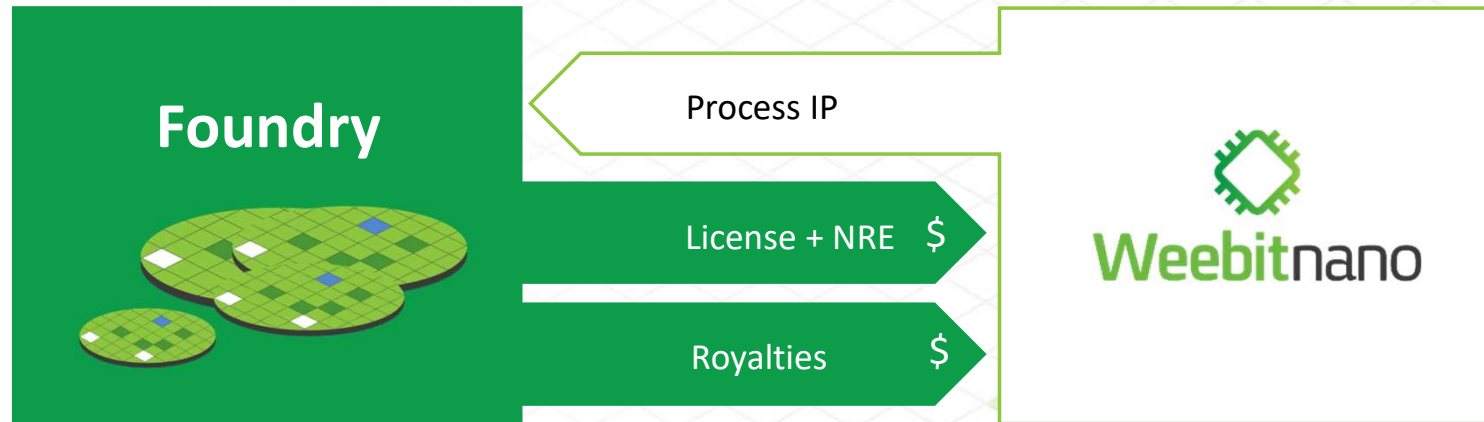 Foundry
Process IP
License + NRE $
Royalties $
Weebitnano